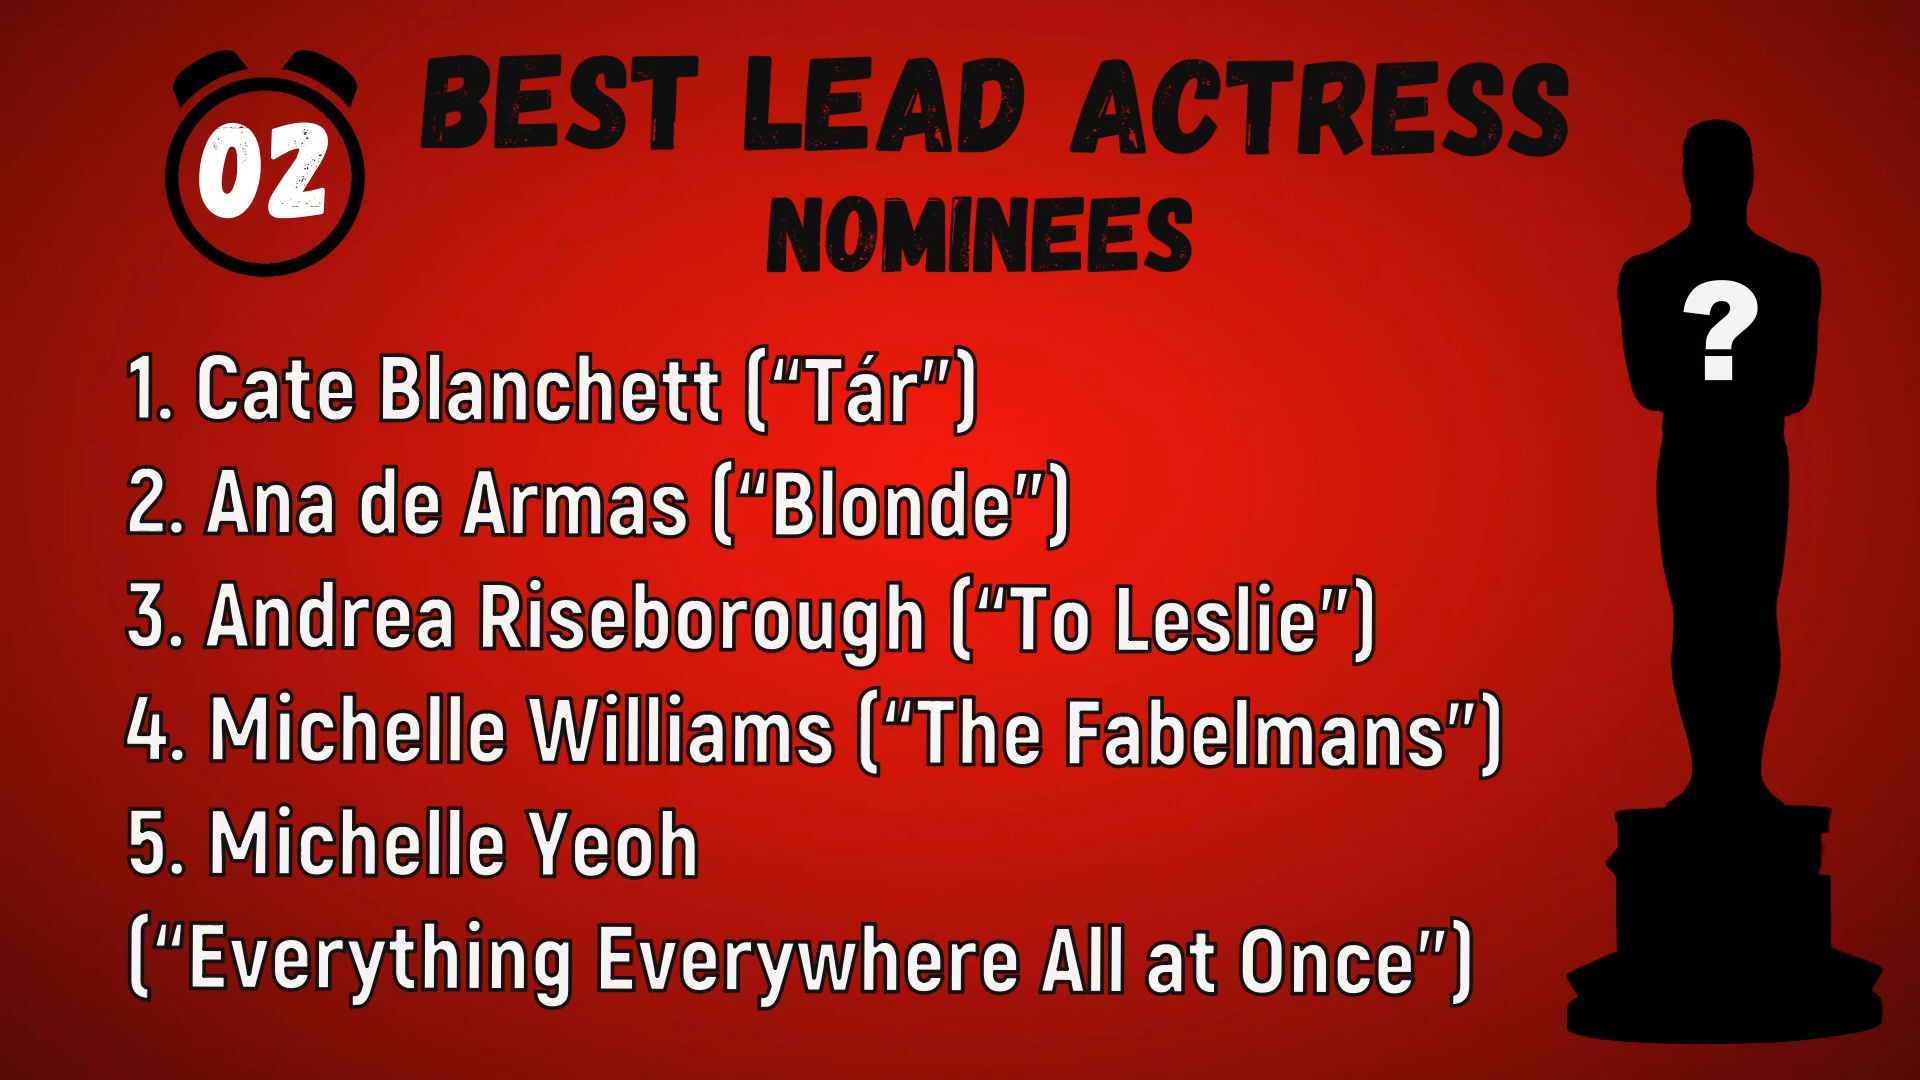 02
BEST LEAD ACTRESS
NOMINEES
?
1. Cate Blanchett (“Tár”)
2. Ana de Armas (“Blonde”)
3. Andrea Riseborough (“To Leslie”)
4. Michelle Williams (“The Fabelmans”)
5. Michelle Yeoh
(“Everything Everywhere All at Once”)